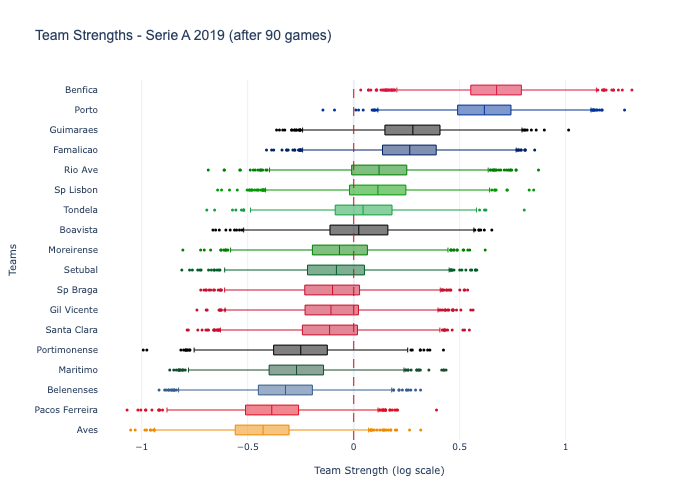 Team Strengths - Serie A 2019 (after 90 games)
Benfica
Porto
Guimaraes
Famalicao
Rio Ave
Sp Lisbon
Tondela
Boavista
Moreirense
Setubal
Sp Braga
Gil Vicente
Santa Clara
Portimonense
Maritimo
Belenenses
Pacos Ferreira
Aves
Teams
−1 −0.5 0 0.5 1
Team Strength (log scale)